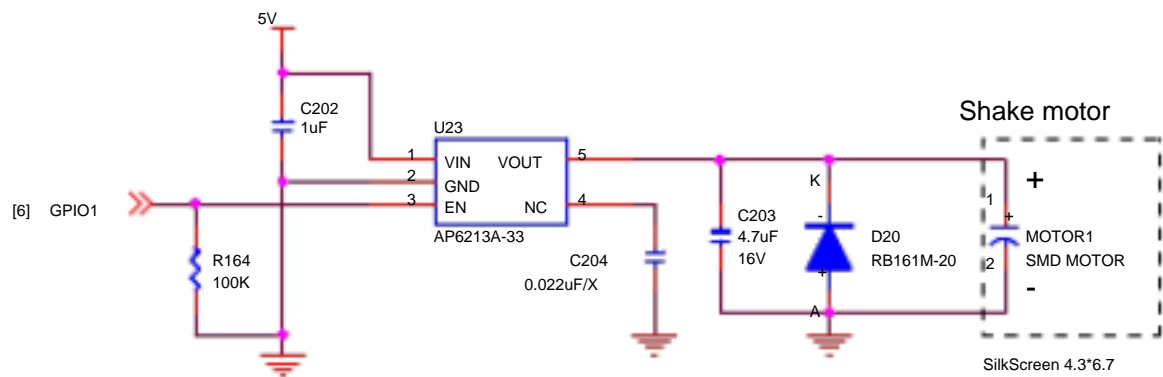 5V
C202
1uF
U23
Shake motor
1 VIN VOUT 5
2 GND
[6] GPIO1 3 EN NC 4
AP6213A-33
R164
100K
C204
0.022uF/X
C203
4.7uF
16V
K
-
+
A
D20
RB161M-20
+
1 +
MOTOR1
2 SMD MOTOR
-
SilkScreen 4.3*6.7